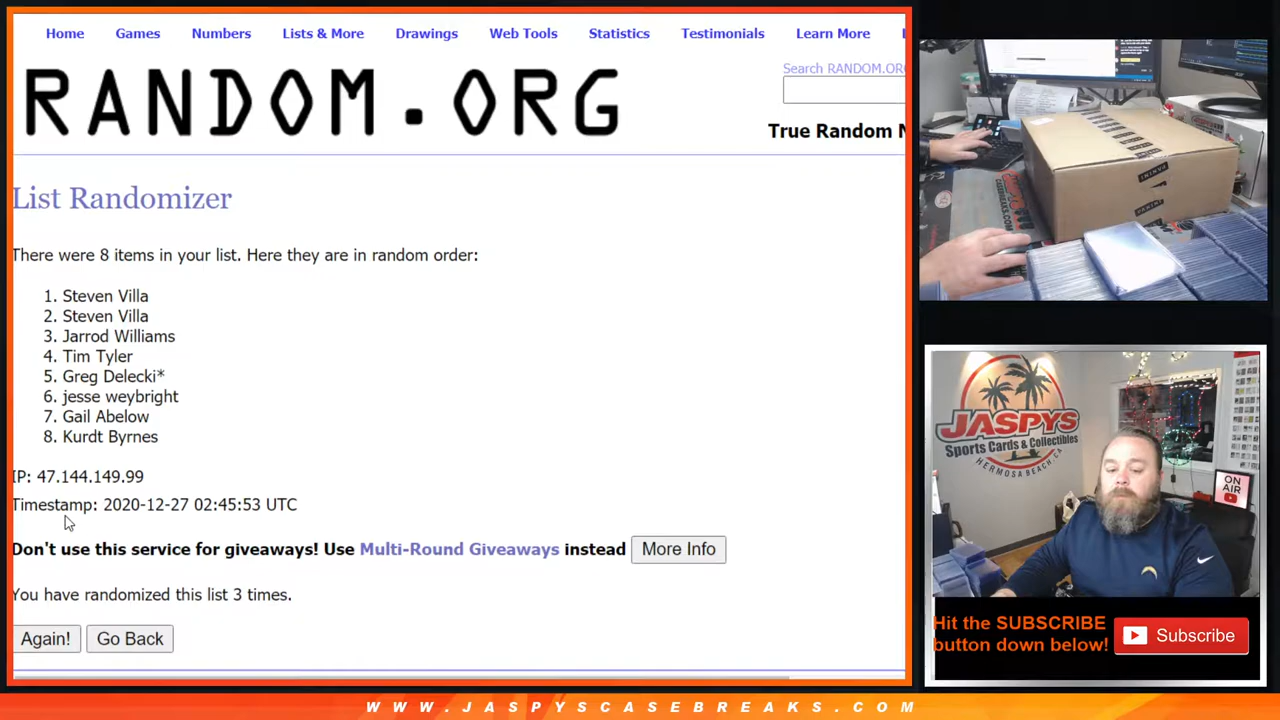 Home Games Numbers Lists & More Drawings Web Tools Statistics Testimonials Learn More
RANDOM.ORG
Search RANDOM.OR
True Random N
List Randomizer
There were 8 items in your list. Here they are in random order:
1. Steven Villa
2. Steven Villa
3. Jarrod Williams
4. Tim Tyler
5. Greg Delecki*
6. jesse weybright
7. Gail Abelow
8. Kurdt Byrnes
IP: 47.144.149.99
Timestamp: 2020-12-27 02:45:53 UTC
Don't use this service for giveaways! Use Multi-Round Giveaways instead More Info
You have randomized this list 3 times.
Again! Go Back
PANINI
JASPYS
Sports Cards & Collectibles
HERMOSA BEACH, CA
ON
AIR
Hit the SUBSCRIBE
button down below!
Subscribe
WWW.JASPYSCASEBREAKS.COM